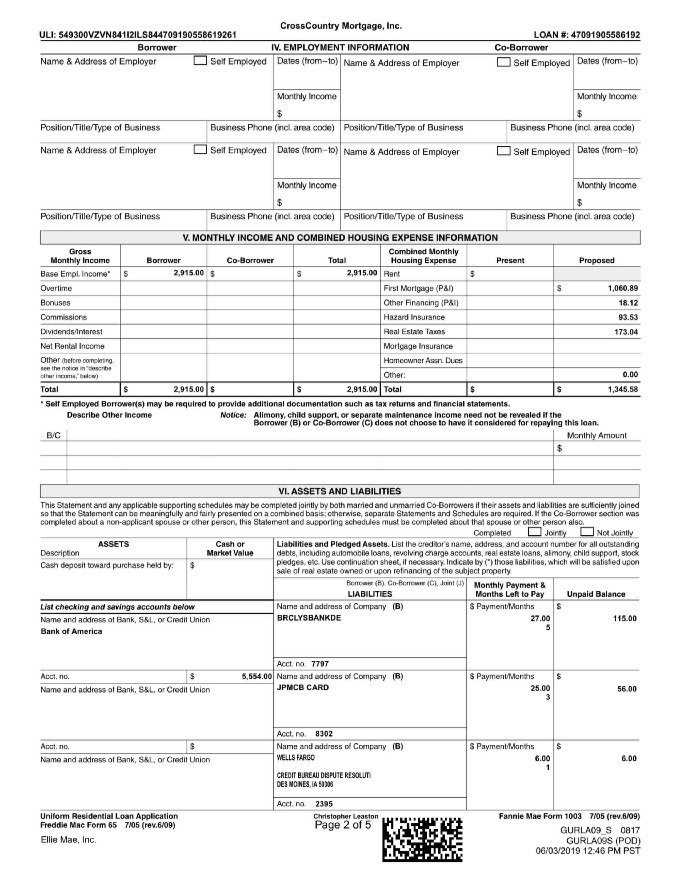 CrossCountry Mortgage, Inc.
ULI: 549300VZVN841I2ILS844709190558619261 LOAN #: 47091905586192
Borrower IV. EMPLOYMENT INFORMATION Co-Borrower
Name & Address of Employer Self Employed Dates (from–to) Name & Address of Employer Self Employed Dates (from–to)
Monthly Income Monthly Income
$ $
Position/Title/Type of Business Business Phone (incl. area code) Position/Title/Type of Business Business Phone (incl. area code)
Name & Address of Employer Self Employed Dates (from–to) Name & Address of Employer Self Employed Dates (from–to)
Monthly Income Monthly Income
$ $
Position/Title/Type of Business Business Phone (incl. area code) Position/Title/Type of Business Business Phone (incl. area code)
V. MONTHLY INCOME AND COMBINED HOUSING EXPENSE INFORMATION
Gross Combined Monthly
Monthly Income Borrower Co-Borrower Total Housing Expense Present Proposed
Base Empl. Income* $ 2,915.00 $ $ 2,915.00 Rent $
Overtime First Mortgage (P&I) $ 1,060.89
Bonuses Other Financing (P&I) 18.12
Commissions Hazard Insurance 93.53
Dividends/Interest Real Estate Taxes 173.04
Net Rental Income Mortgage Insurance
Other (before completing, Homeowner Assn. Dues
see the notice in "describe
other income," below) Other: 0.00
Total $ 2,915.00 $ $ 2,915.00 Total $ $ 1,345.58
* Self Employed Borrower(s) may be required to provide additional documentation such as tax returns and financial statements.
Describe Other Income Notice: Alimony, child support, or separate maintenance income need not be revealed if the
Borrower (B) or Co-Borrower (C) does not choose to have it considered for repaying this loan.
B/C Monthly Amount
$
VI. ASSETS AND LIABILITIES
This Statement and any applicable supporting schedules may be completed jointly by both married and unmarried Co-Borrowers if their assets and liabilities are sufficiently joined
so that the Statement can be meaningfully and fairly presented on a combined basis; otherwise, separate Statements and Schedules are required. If the Co-Borrower section was
completed about a non-applicant spouse or other person, this Statement and supporting schedules must be completed about that spouse or other person also.
Completed Jointly Not Jointly
ASSETS Cash or Liabilities and Pledged Assets. List the creditor's name, address, and account number for all outstanding
Description Market Value debts, including automobile loans, revolving charge accounts, real estate loans, alimony, child support, stock
Cash deposit toward purchase held by: $ pledges, etc. Use continuation sheet, if necessary. Indicate by (*) those liabilities, which will be satisfied upon
sale of real estate owned or upon refinancing of the subject property.
Borrower (B), Co-Borrower (C), Joint (J) Monthly Payment &
LIABILITIES Months Left to Pay Unpaid Balance
List checking and savings accounts below Name and address of Company (B) $ Payment/Months $
Name and address of Bank, S&L, or Credit Union BRCLYSBANKDE 27.00 115.00
5
Bank of America
Acct. no. 7797
Acct. no. $ 5,554.00 Name and address of Company (B) $ Payment/Months $
Name and address of Bank, S&L, or Credit Union JPMCB CARD 25.00 56.00
3
Acct. no. 8302
Acct. no. $ Name and address of Company (B) $ Payment/Months $
Name and address of Bank, S&L, or Credit Union WELLS FARGO 6.00 6.00
1
CREDIT BUREAU DISPUTE RESOLUTI
DES MOINES, IA 50306
Acct. no. 2395
Uniform Residential Loan Application Christopher Leaston Fannie Mae Form 1003 7/05 (rev.6/09)
Freddie Mac Form 65 7/05 (rev.6/09) Page 2 of 5
Ellie Mae, Inc. GURLA09_S 0817
GURLA09S (POD)
06/03/2019 12:46 PM PST